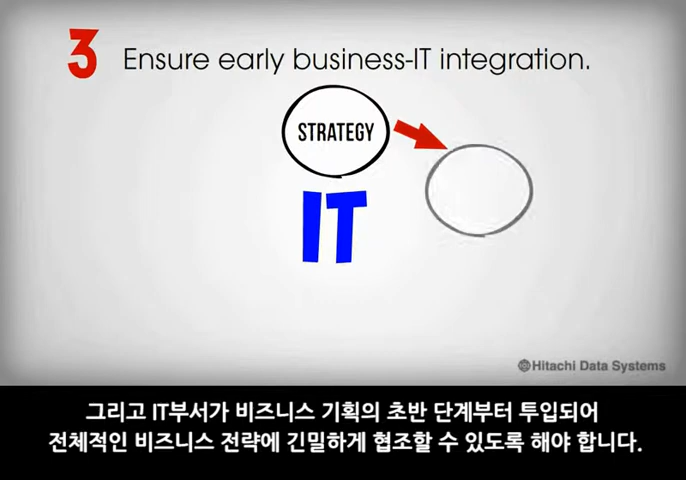 3 Ensure early business-IT integration.
STRATEGY
IT
Hitachi Data Systems
그리고 IT부서가 비즈니스 기획의 초반 단계부터 투입되어
전체적인 비즈니스 전략에 긴밀하게 협조할 수 있도록 해야 합니다.